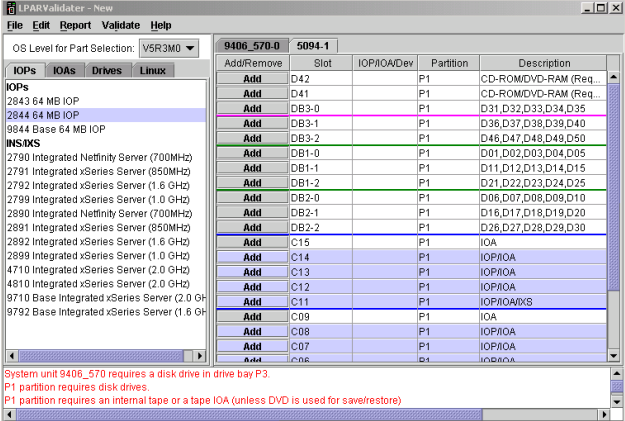 LPARValidater - New
File Edit Report Validate Help
OS Level for Part Selection: V5R3M0
IOPs IOAs Drives Linux
IOPs
2843 64 MB IOP
2844 64 MB IOP
9844 Base 64 MB IOP
INS/IXS
2790 Integrated Netfinity Server (700MHz)
2791 Integrated xSeries Server (850MHz)
2792 Integrated xSeries Server (1.6 GHz)
2799 Integrated xSeries Server (1.0 GHz)
2890 Integrated Netfinity Server (700MHz)
2891 Integrated xSeries Server (850MHz)
2892 Integrated xSeries Server (1.6 GHz)
2899 Integrated xSeries Server (1.0 GHz)
4710 Integrated xSeries Server (2.0 GHz)
4810 Integrated xSeries Server (2.0 GHz)
9710 Base Integrated xSeries Server (2.0 GH
9792 Base Integrated xSeries Server (1.6 GH
9406_570-0 5094-1
Add/Remove Slot IOP/IOA/Dev Partition Description
Add D42 P1 CD-ROM/DVD-RAM (Req...
Add D41 P1 CD-ROM/DVD-RAM (Req...
Add DB3-0 P1 D31,D32,D33,D34,D35
Add DB3-1 P1 D36,D37,D38,D39,D40
Add DB3-2 P1 D46,D47,D48,D49,D50
Add DB1-0 P1 D01,D02,D03,D04,D05
Add DB1-1 P1 D11,D12,D13,D14,D15
Add DB1-2 P1 D21,D22,D23,D24,D25
Add DB2-0 P1 D06,D07,D08,D09,D10
Add DB2-1 P1 D16,D17,D18,D19,D20
Add DB2-2 P1 D26,D27,D28,D29,D30
Add C15 P1 IOA
Add C14 P1 IOP/IOA
Add C13 P1 IOP/IOA
Add C12 P1 IOP/IOA
Add C11 P1 IOP/IOA/IXS
Add C09 P1 IOA
Add C08 P1 IOP/IOA
Add C07 P1 IOP/IOA
Add C06 P1 IOP/IOA
System unit 9406_570 requires a disk drive in drive bay P3.
P1 partition requires disk drives.
P1 partition requires an internal tape or a tape IOA (unless DVD is used for save/restore)